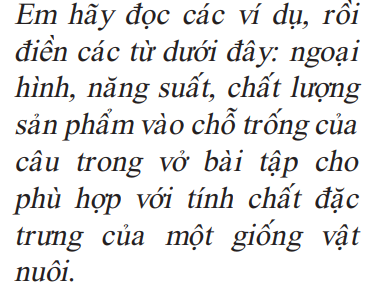 Em hãy đọc các ví dụ, rồi
điền các từ dưới đây: ngoại
hình, năng suất, chất lượng
sản phẩm vào chỗ trống của
câu trong vở bài tập cho
phù hợp với tính chất đặc
trưng của một giống vật
nuôi.